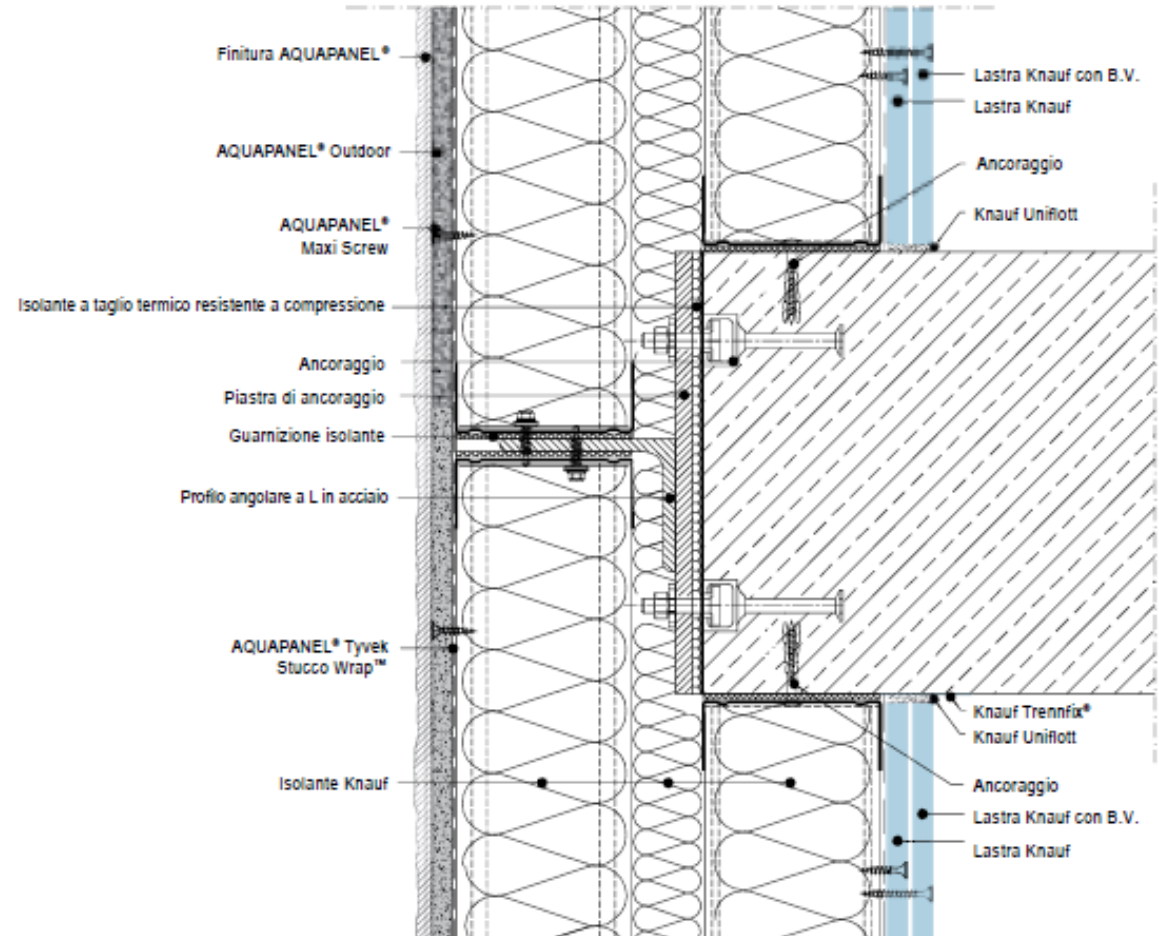 Finitura AQUAPANEL®
AQUAPANEL® Outdoor
AQUAPANEL®
Maxi Screw
Isolante a taglio termico resistente a compressione
Ancoraggio
Piastra di ancoraggio
Guarnizione isolante
Profilo angolare a L in acciaio
AQUAPANEL® Tyvek
Stucco Wrap™
Isolante Knauf
Lastra Knauf con B.V.
Lastra Knauf
Ancoraggio
Knauf Uniflott
Knauf Trennfix®
Knauf Uniflott
Ancoraggio
Lastra Knauf con B.V.
Lastra Knauf